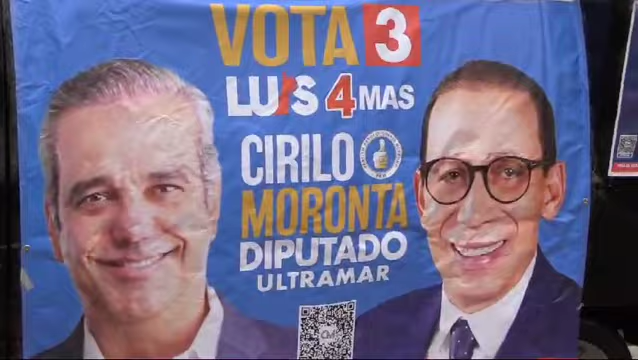 VOTA 3
LUIS 4 MAS
CIRILO
MORONTA
DIPUTADO
ULTRAMAR